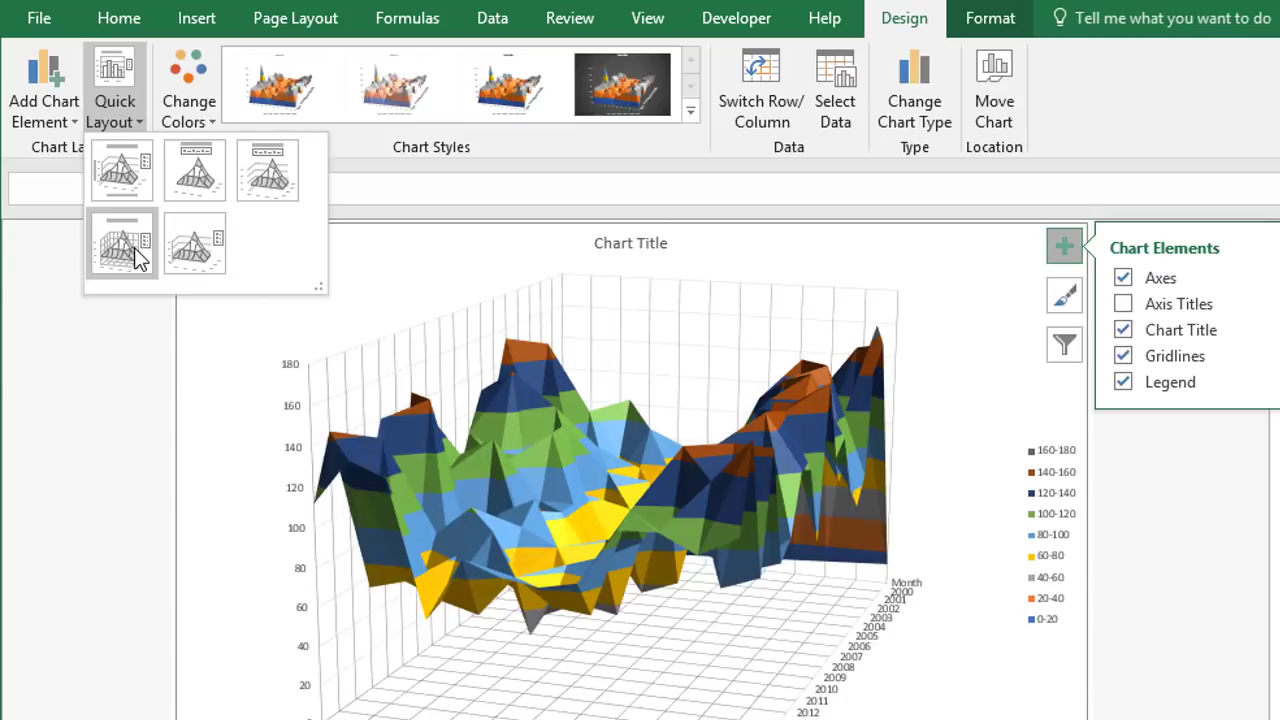 File Home Insert Page Layout Formulas Data Review View Developer Help Design Format Tell me what you want to do
Add Chart Element
Quick Layout
Change Colors
Switch Row/ Column
Select Data
Change Chart Type
Move Chart
Chart La
Chart Styles
Data
Type
Location
Chart Title
Chart Elements
Axes
Axis Titles
Chart Title
Gridlines
Legend
180
160
140
120
100
80
60
40
20
160-180
140-160
120-140
100-120
80-100
60-80
40-60
20-40
0-20
Month
2000
2001
2002
2003
2004
2005
2006
2007
2008
2009
2010
2011
2012